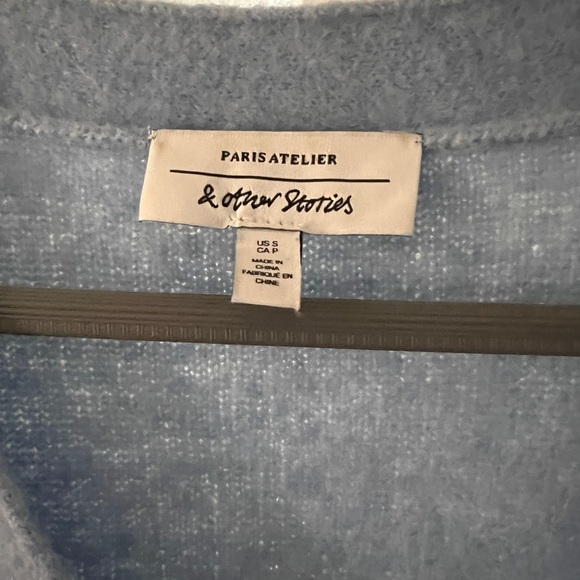 PARIS ATELIER
& other Stories
US S
CA P
MADE IN
CHINA
FABRIQUÉ EN
CHINE